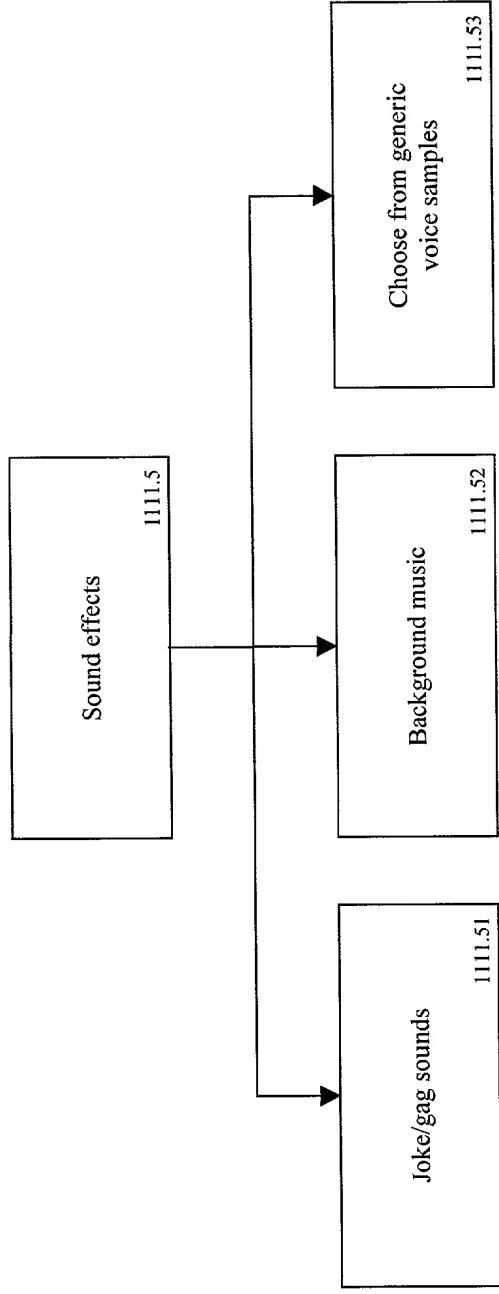 Sound effects
1111.5
Joke/gag sounds
1111.51
Background music
1111.52
Choose from generic
voice samples
1111.53